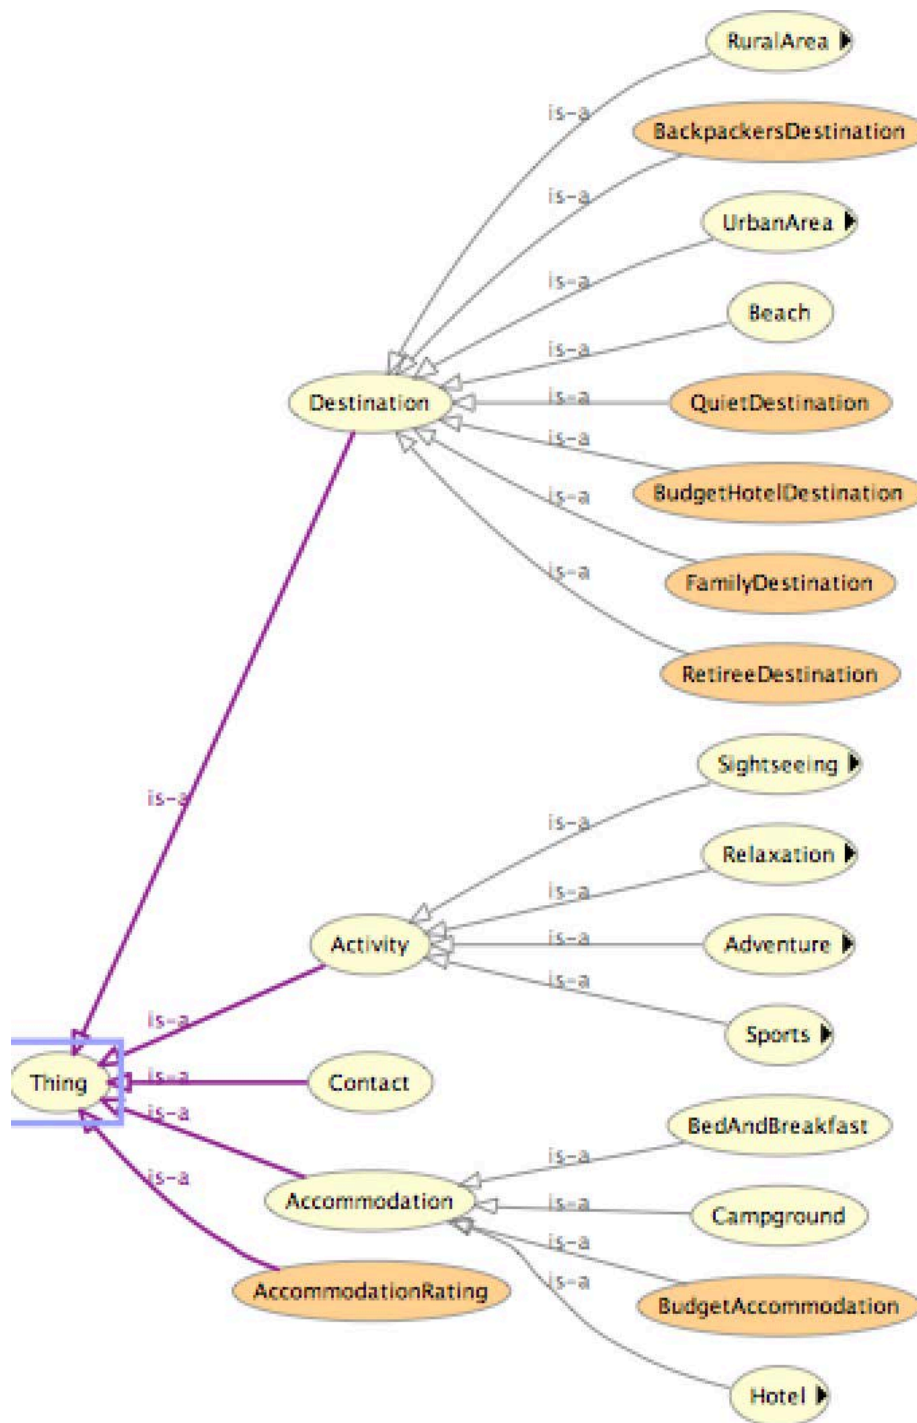 RuralArea
is-a
BackpackersDestination
is-a
UrbanArea
is-a
Beach
is-a
Destination
is-a
QuietDestination
is-a
BudgetHotelDestination
is-a
FamilyDestination
is-a
RetireeDestination
Sightseeing
is-a
is-a
Relaxation
is-a
Activity
is-a
Adventure
is-a
Sports
is-a
Thing
is-a
Contact
is-a
BedAndBreakfast
is-a
is-a
Accommodation
is-a
Campground
is-a
AccommodationRating
is-a
BudgetAccommodation
Hotel